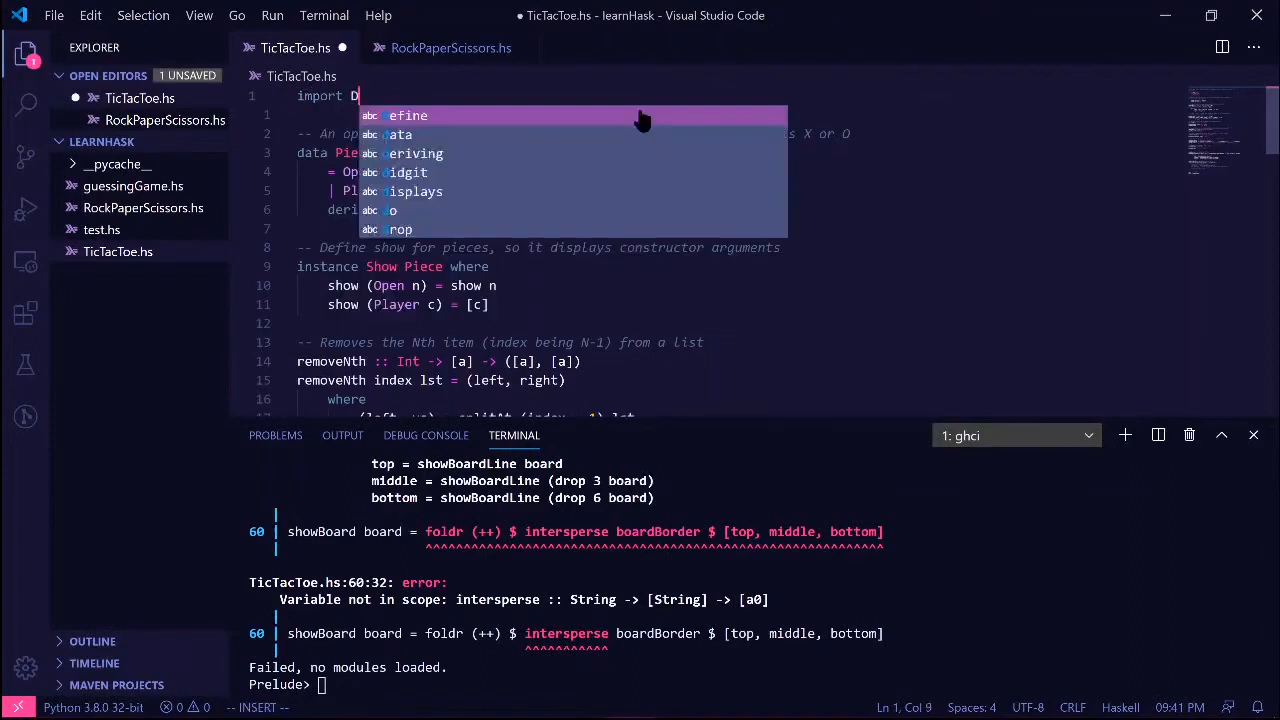 File Edit Selection View Go Run Terminal Help
● TicTacToe.hs - learnHask - Visual Studio Code
EXPLORER
OPEN EDITORS 1 UNSAVED
● TicTacToe.hs
RockPaperScissors.hs
LEARNHASK
__pycache__
guessingGame.hs
RockPaperScissors.hs
test.hs
TicTacToe.hs
OUTLINE
TIMELINE
MAVEN PROJECTS
1
TicTacToe.hs ● RockPaperScissors.hs
TicTacToe.hs
1 import D
abc define
abc data
abc deriving
abc didgit
abc displays
abc do
abc drop
1
2 -- An op X or O
3 data Pie
4 Op
5 | Pl
6 deri
7
8 -- Define show for pieces, so it displays constructor arguments
9 instance Show Piece where
10 show (Open n) = show n
11 show (Player c) = [c]
12
13 -- Removes the Nth item (index being N-1) from a list
14 removeNth :: Int -> [a] -> ([a], [a])
15 removeNth index lst = (left, right)
16 where
PROBLEMS OUTPUT DEBUG CONSOLE TERMINAL 1: ghci
top = showBoardLine board
middle = showBoardLine (drop 3 board)
bottom = showBoardLine (drop 6 board)
|
60 | showBoard board = foldr (++) $ intersperse boardBorder $ [top, middle, bottom]
| ^^^^^^^^^^^^^^^^^^^^^^^^^^^^^^^^^^^^^^^^^^^^^^^^^^^^^^^^^^^
TicTacToe.hs:60:32: error:
Variable not in scope: intersperse :: String -> [String] -> [a0]
|
60 | showBoard board = foldr (++) $ intersperse boardBorder $ [top, middle, bottom]
| ^^^^^^^^^^^
Failed, no modules loaded.
Prelude>
Python 3.8.0 32-bit 0 0 -- INSERT -- Ln 1, Col 9 Spaces: 4 UTF-8 CRLF Haskell 09:41 PM